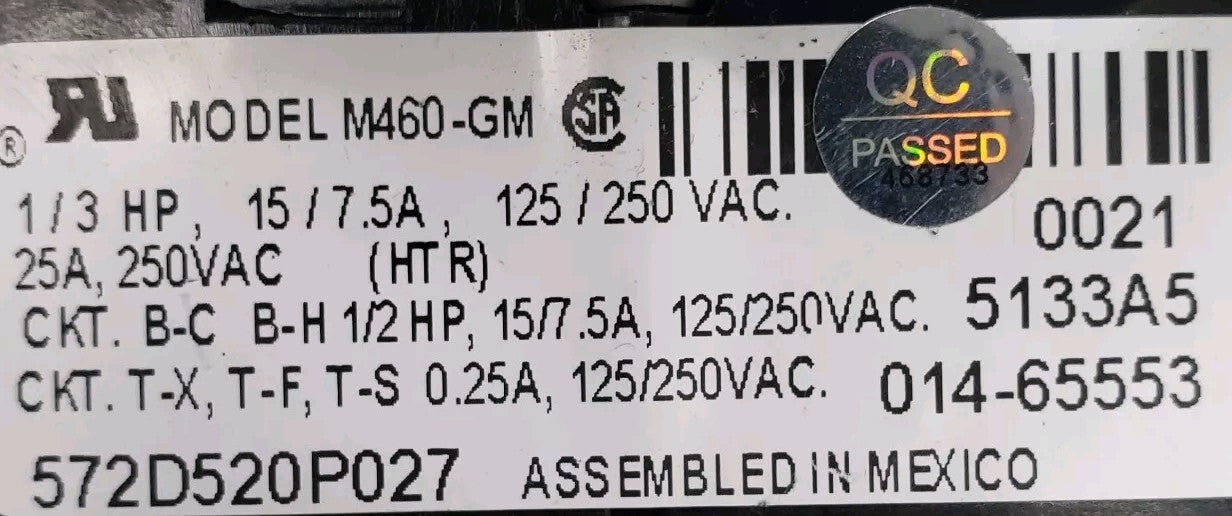 ® RU MODEL M460-GM CSA
QC
PASSED
468733
1/3 HP, 15/7.5A, 125/250 VAC.
0021
25A, 250VAC (HTR)
CKT. B-C B-H 1/2 HP, 15/7.5A, 125/250VAC. 5133A5
CKT. T-X, T-F, T-S 0.25A, 125/250VAC. 014-65553
572D520P027 ASSEMBLED IN MEXICO